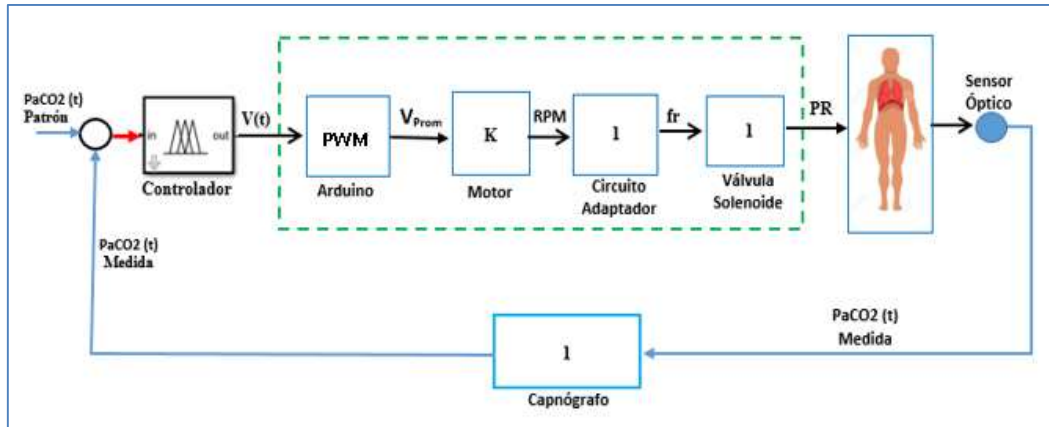 PaCO2 (t)
Patrón
in
out
Controlador
V(t)
PWM
Arduino
VProm
K
Motor
RPM
1
Circuito
Adaptador
fr
1
Válvula
Solenoide
PR
Sensor
Óptico
PaCO2 (t)
Medida
PaCO2 (t)
Medida
1
Capnógrafo